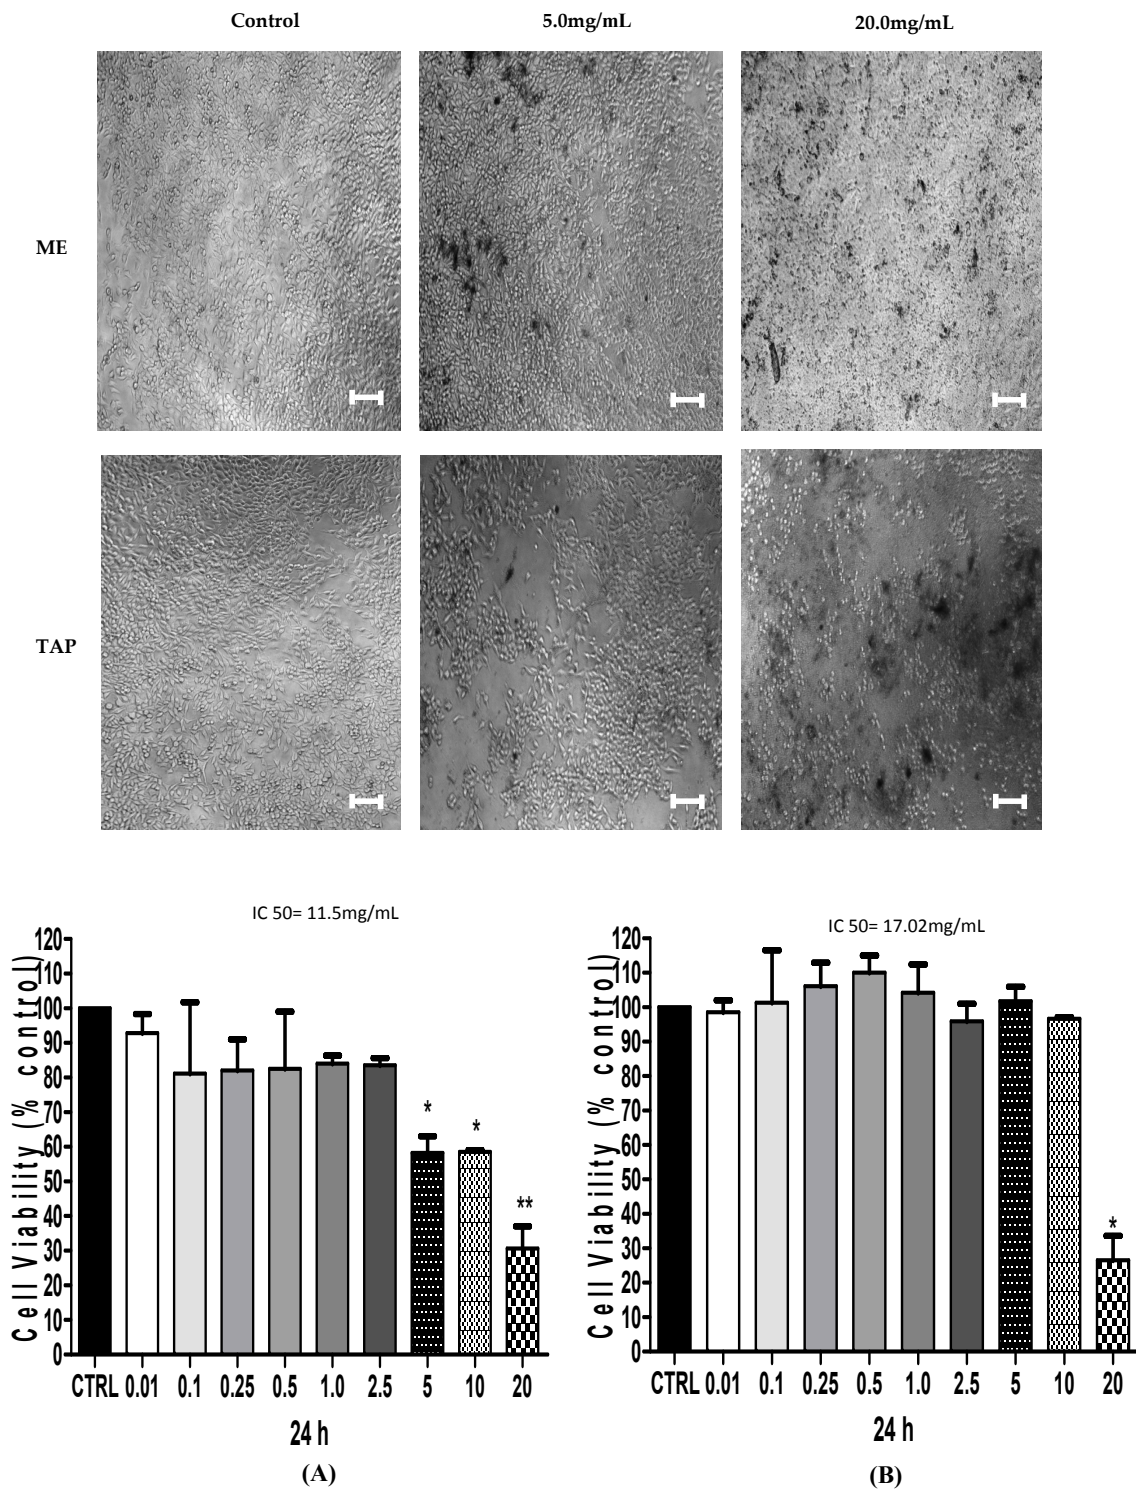 Control 5.0mg/mL 20.0mg/mL
ME
TAP
IC 50= 11.5mg/mL
Cell Viability (% control)
120
110
100
90
80
70
60
50
40
30
20
10
0
*
*
**
CTRL 0.01 0.1 0.25 0.5 1.0 2.5 5 10 20
24 h
(A)
IC 50= 17.02mg/mL
Cell Viability (% control)
120
110
100
90
80
70
60
50
40
30
20
10
0
*
CTRL 0.01 0.1 0.25 0.5 1.0 2.5 5 10 20
24 h
(B)